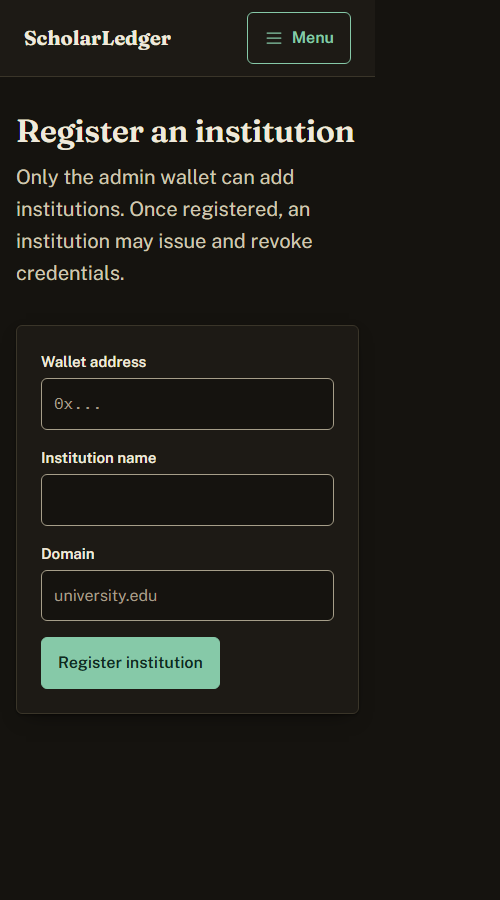 ScholarLedger
Menu
Register an institution
Only the admin wallet can add
institutions. Once registered, an
institution may issue and revoke
credentials.
Wallet address
0x...
Institution name
Domain
university.edu
Register institution